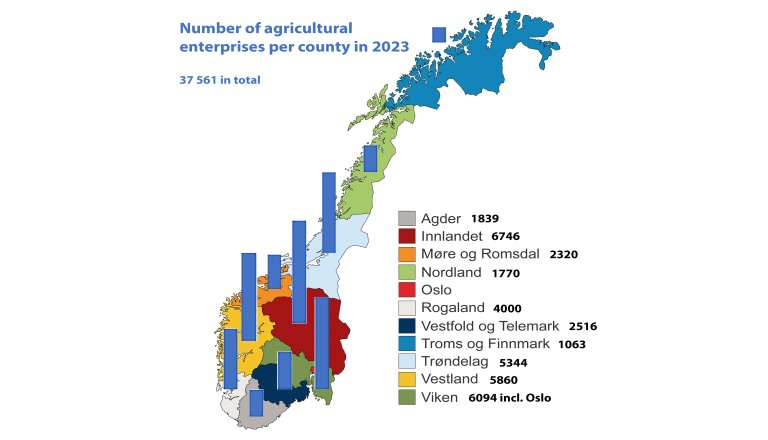 Number of agricultural
enterprises per county in 2023
37 561 in total
Agder 1839
Innlandet 6746
Møre og Romsdal 2320
Nordland 1770
Oslo
Rogaland 4000
Vestfold og Telemark 2516
Troms og Finnmark 1063
Trøndelag 5344
Vestland 5860
Viken 6094 incl. Oslo